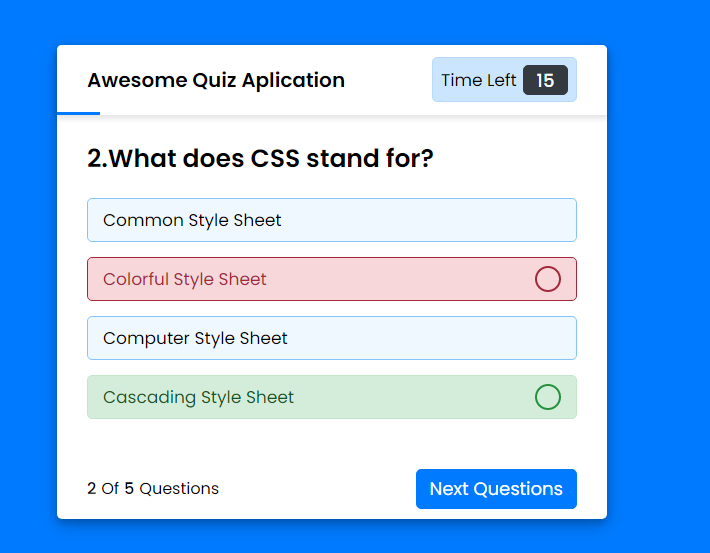 Awesome Quiz Aplication
Time Left 15
2.What does CSS stand for?
Common Style Sheet
Colorful Style Sheet
Computer Style Sheet
Cascading Style Sheet
2 Of 5 Questions
Next Questions